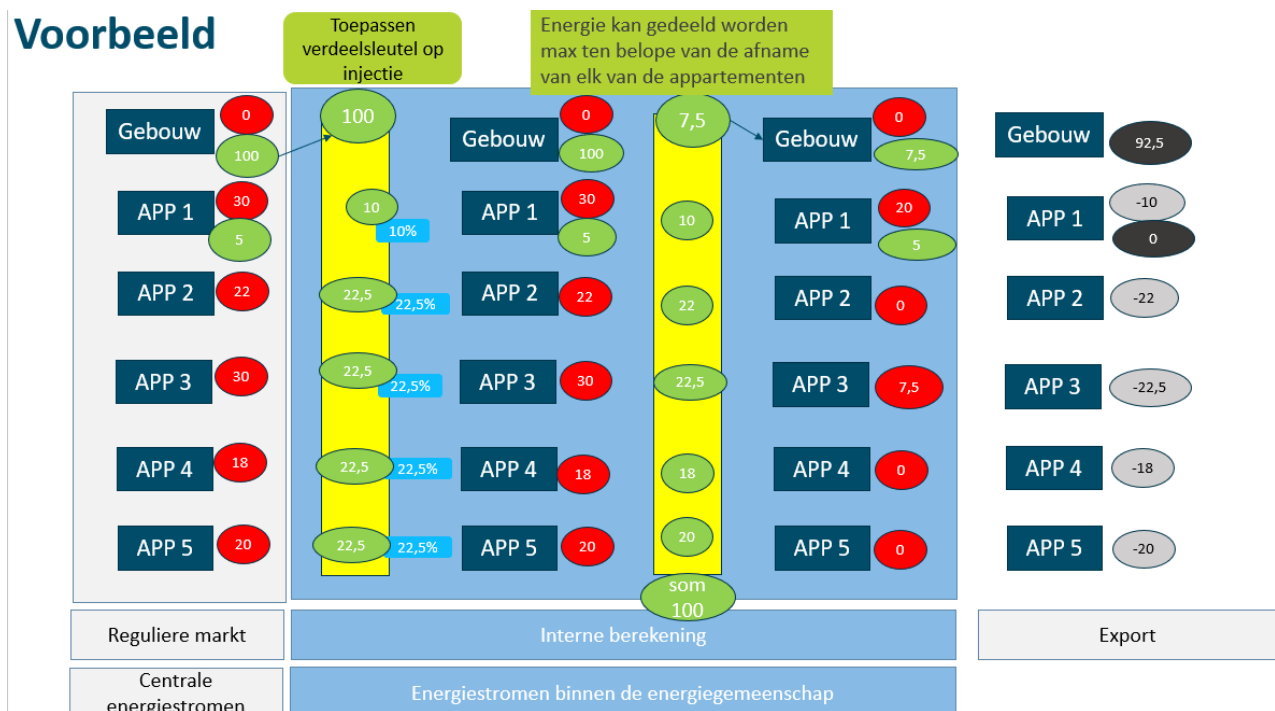 Voorbeeld
Toepassen
verdeelsleutel op
injectie
Energie kan gedeeld worden
max ten belope van de afname
van elk van de appartementen
Gebouw
0
100
100
Gebouw
0
100
7,5
Gebouw
0
7,5
Gebouw
92,5
APP 1
30
5
10
10%
APP 1
30
5
10
APP 1
20
5
APP 1
-10
0
APP 2
22
22,5
22,5%
APP 2
22
22
APP 2
0
APP 2
-22
APP 3
30
22,5
22,5%
APP 3
30
22,5
APP 3
7,5
APP 3
-22,5
APP 4
18
22,5
22,5%
APP 4
18
18
APP 4
0
APP 4
-18
APP 5
20
22,5
22,5%
APP 5
20
20
APP 5
0
APP 5
-20
som
100
Reguliere markt
Interne berekening
Export
Centrale
energiestromen
Energiestromen binnen de energiegemeenschap